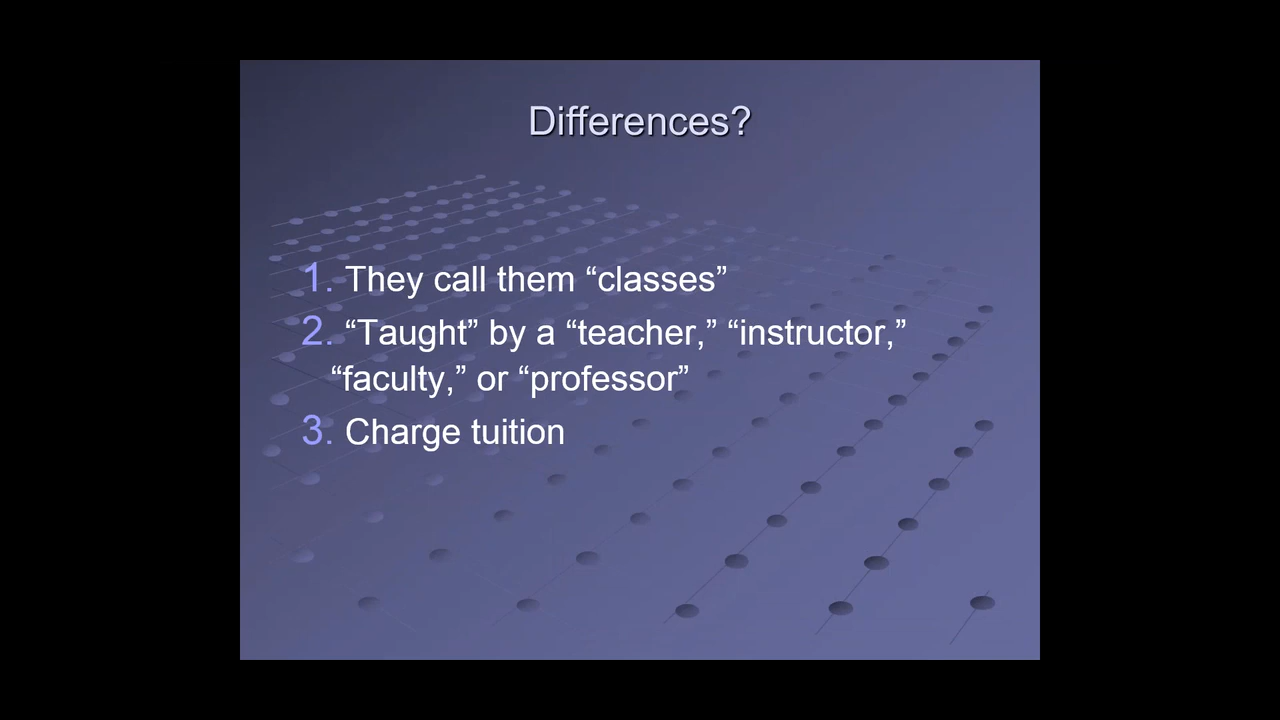 Differences?
1. They call them “classes”
2. “Taught” by a “teacher,” “instructor,”
“faculty,” or “professor”
3. Charge tuition